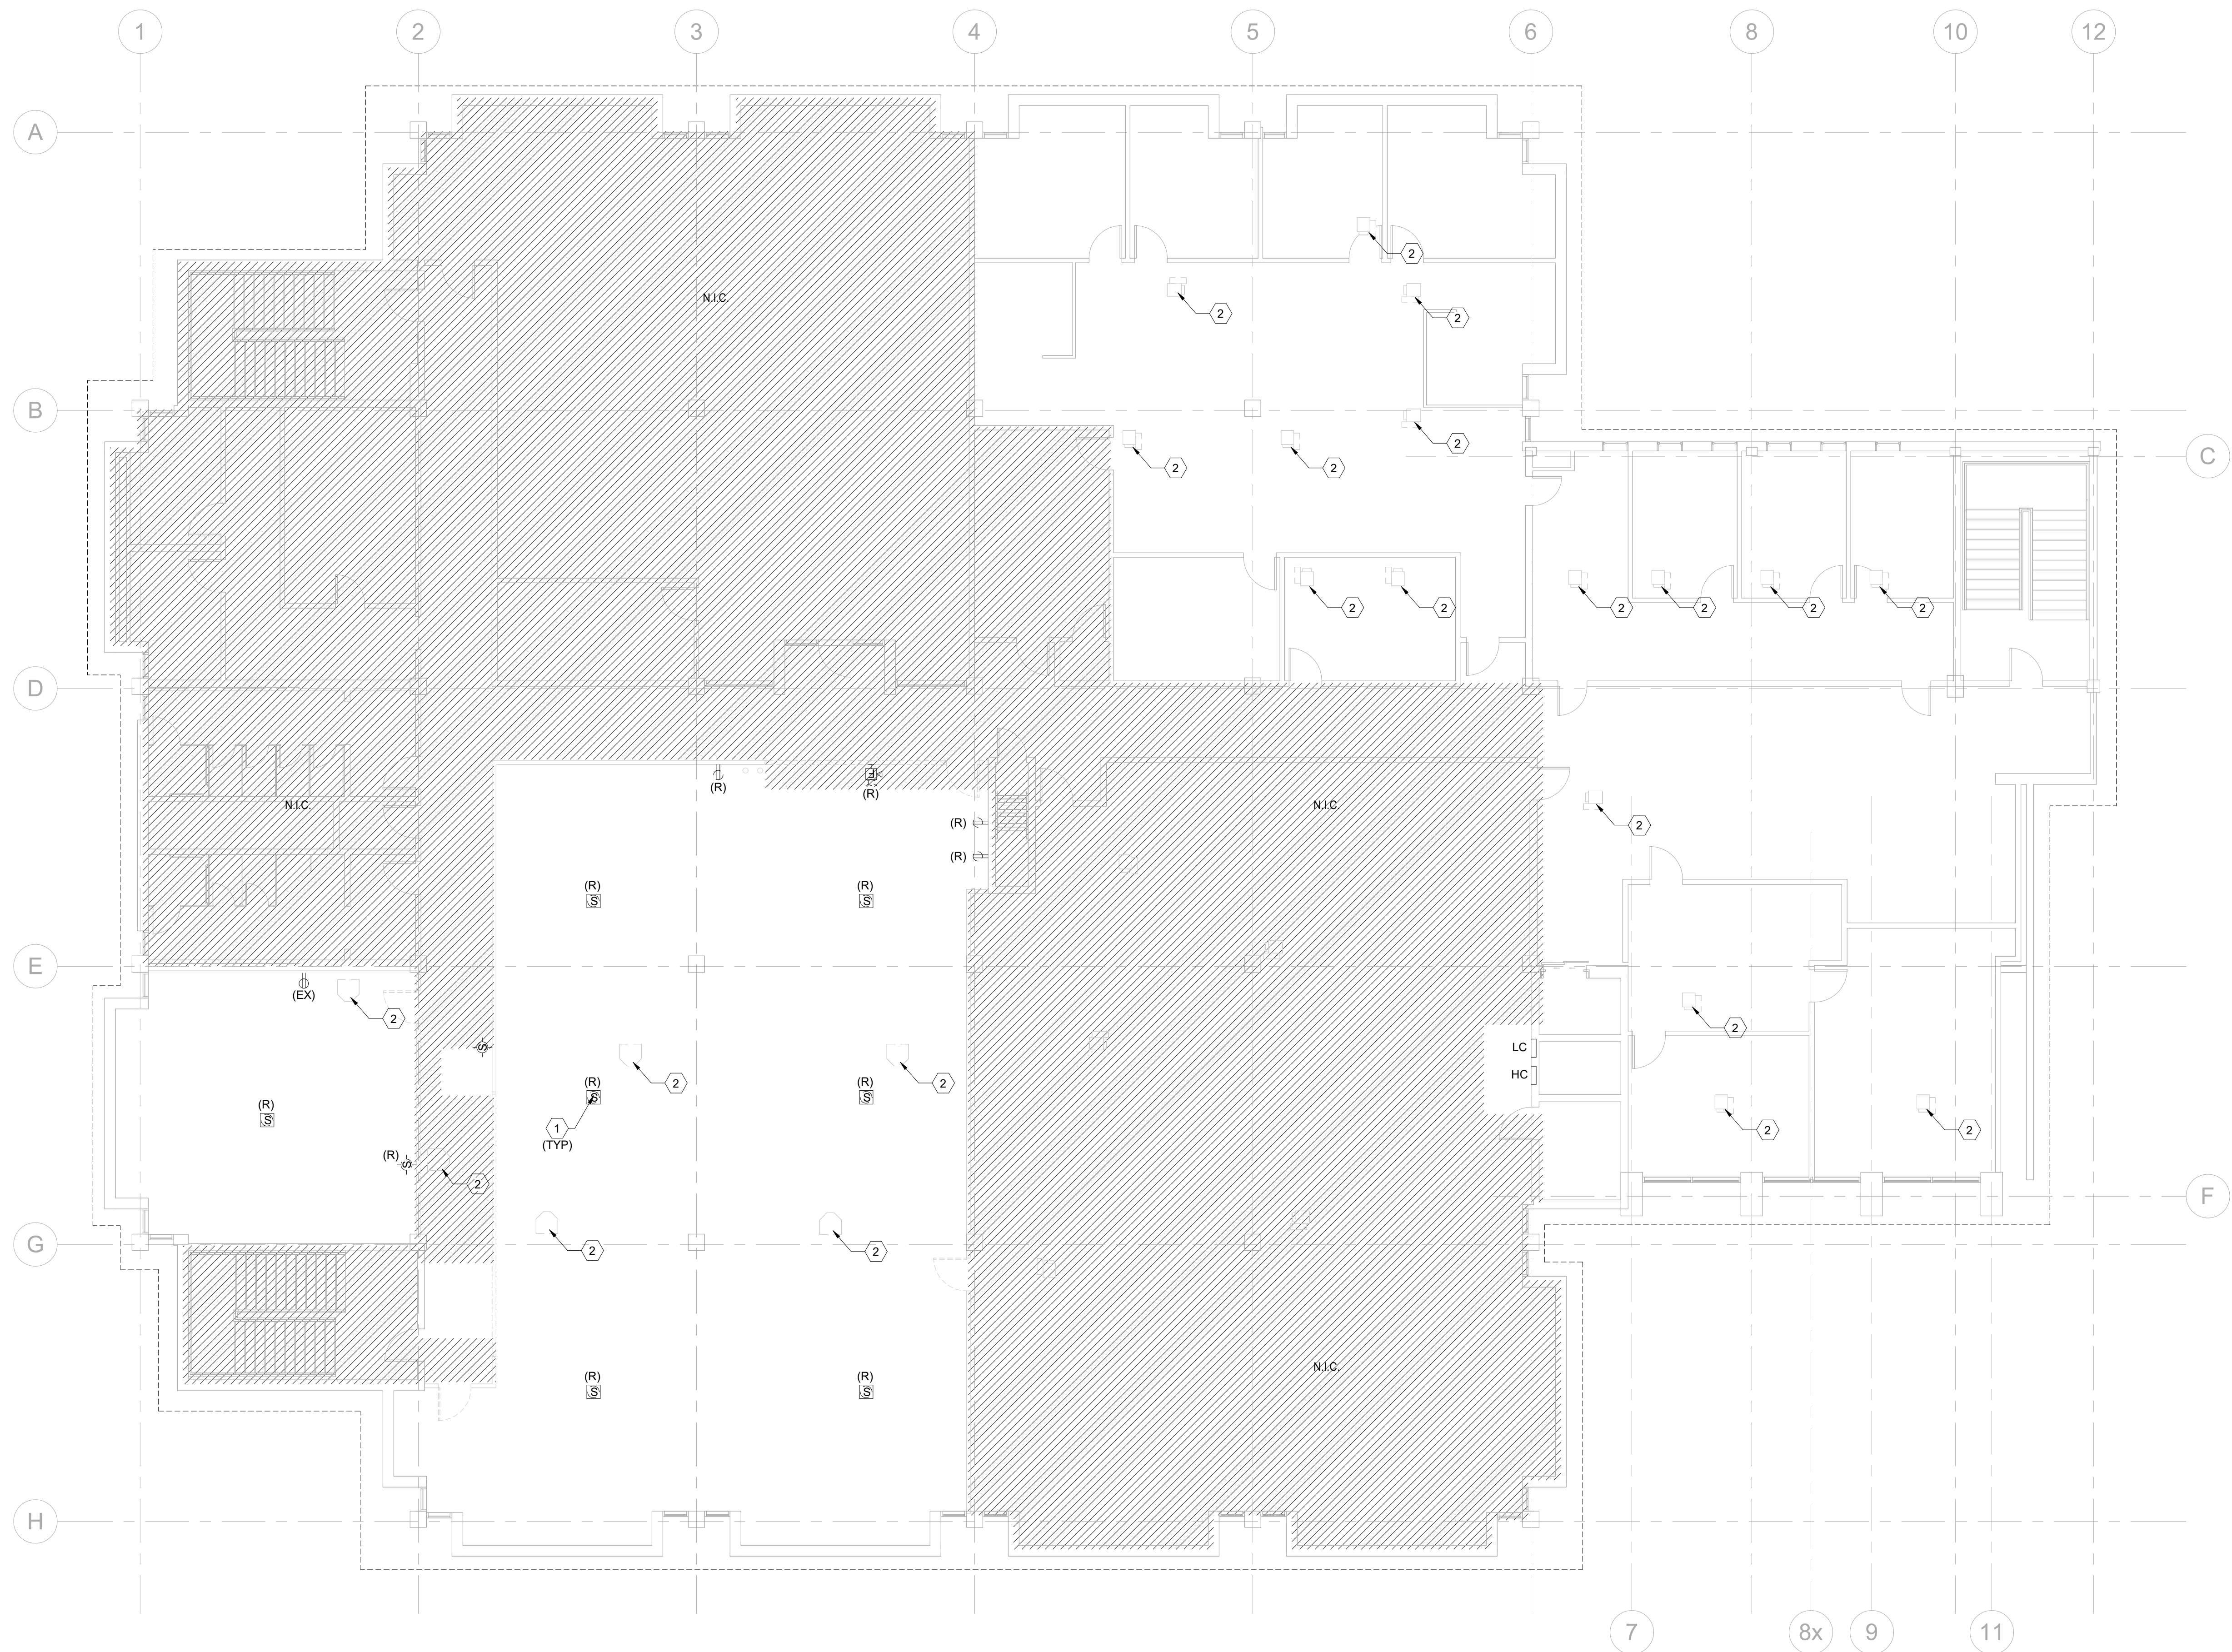 1 2 3 4 5 6 8 10 12
A
2
N.I.C.
2
2
B
2
2 2
C
2 2 2 2 2 2
D
(R) (R)
N.I.C. N.I.C.
F
(R)
2
(R)
(R) (R)
S S
E
(EX)
2
2
S LC
HC
(R) (R)
2 2
(R) S S
S 1
(TYP)
2 2
(R) S
2
F
G
2 2
N.I.C.
(R) (R)
S S
H
7 8x 9 11